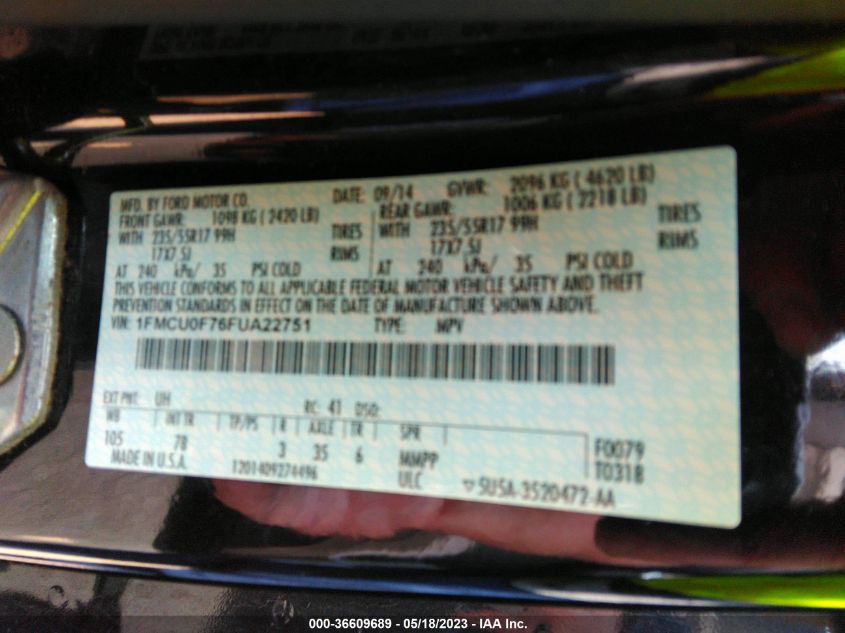 MFD. BY FORD MOTOR CO. DATE: 09/14 GVWR: 2096 KG ( 4620 LB)
FRONT GAWR: 1098 KG ( 2420 LB) REAR GAWR: 1006 KG ( 2218 LB)
WITH 235/55R17 99H TIRES WITH 235/55R17 99H TIRES
17X7.5J RIMS 17X7.5J RIMS
AT 240 kPa/ 35 PSI COLD AT 240 kPa/ 35 PSI COLD
THIS VEHICLE CONFORMS TO ALL APPLICABLE FEDERAL MOTOR VEHICLE SAFETY AND THEFT
PREVENTION STANDARDS IN EFFECT ON THE DATE OF MANUFACTURE SHOWN ABOVE.
VIN: 1FMCU0F76FUA22751 TYPE: MPV
EXT PNT: UH RC: 41 DSO:
WB INT TR TP/PS R AXLE TR SPR
105 7B 3 35 6 MMPP F0079
MADE IN U.S.A. 1201409274496 ULC T0318
5U5A-3520472-AA
000-36609689 - 05/18/2023 - IAA Inc.